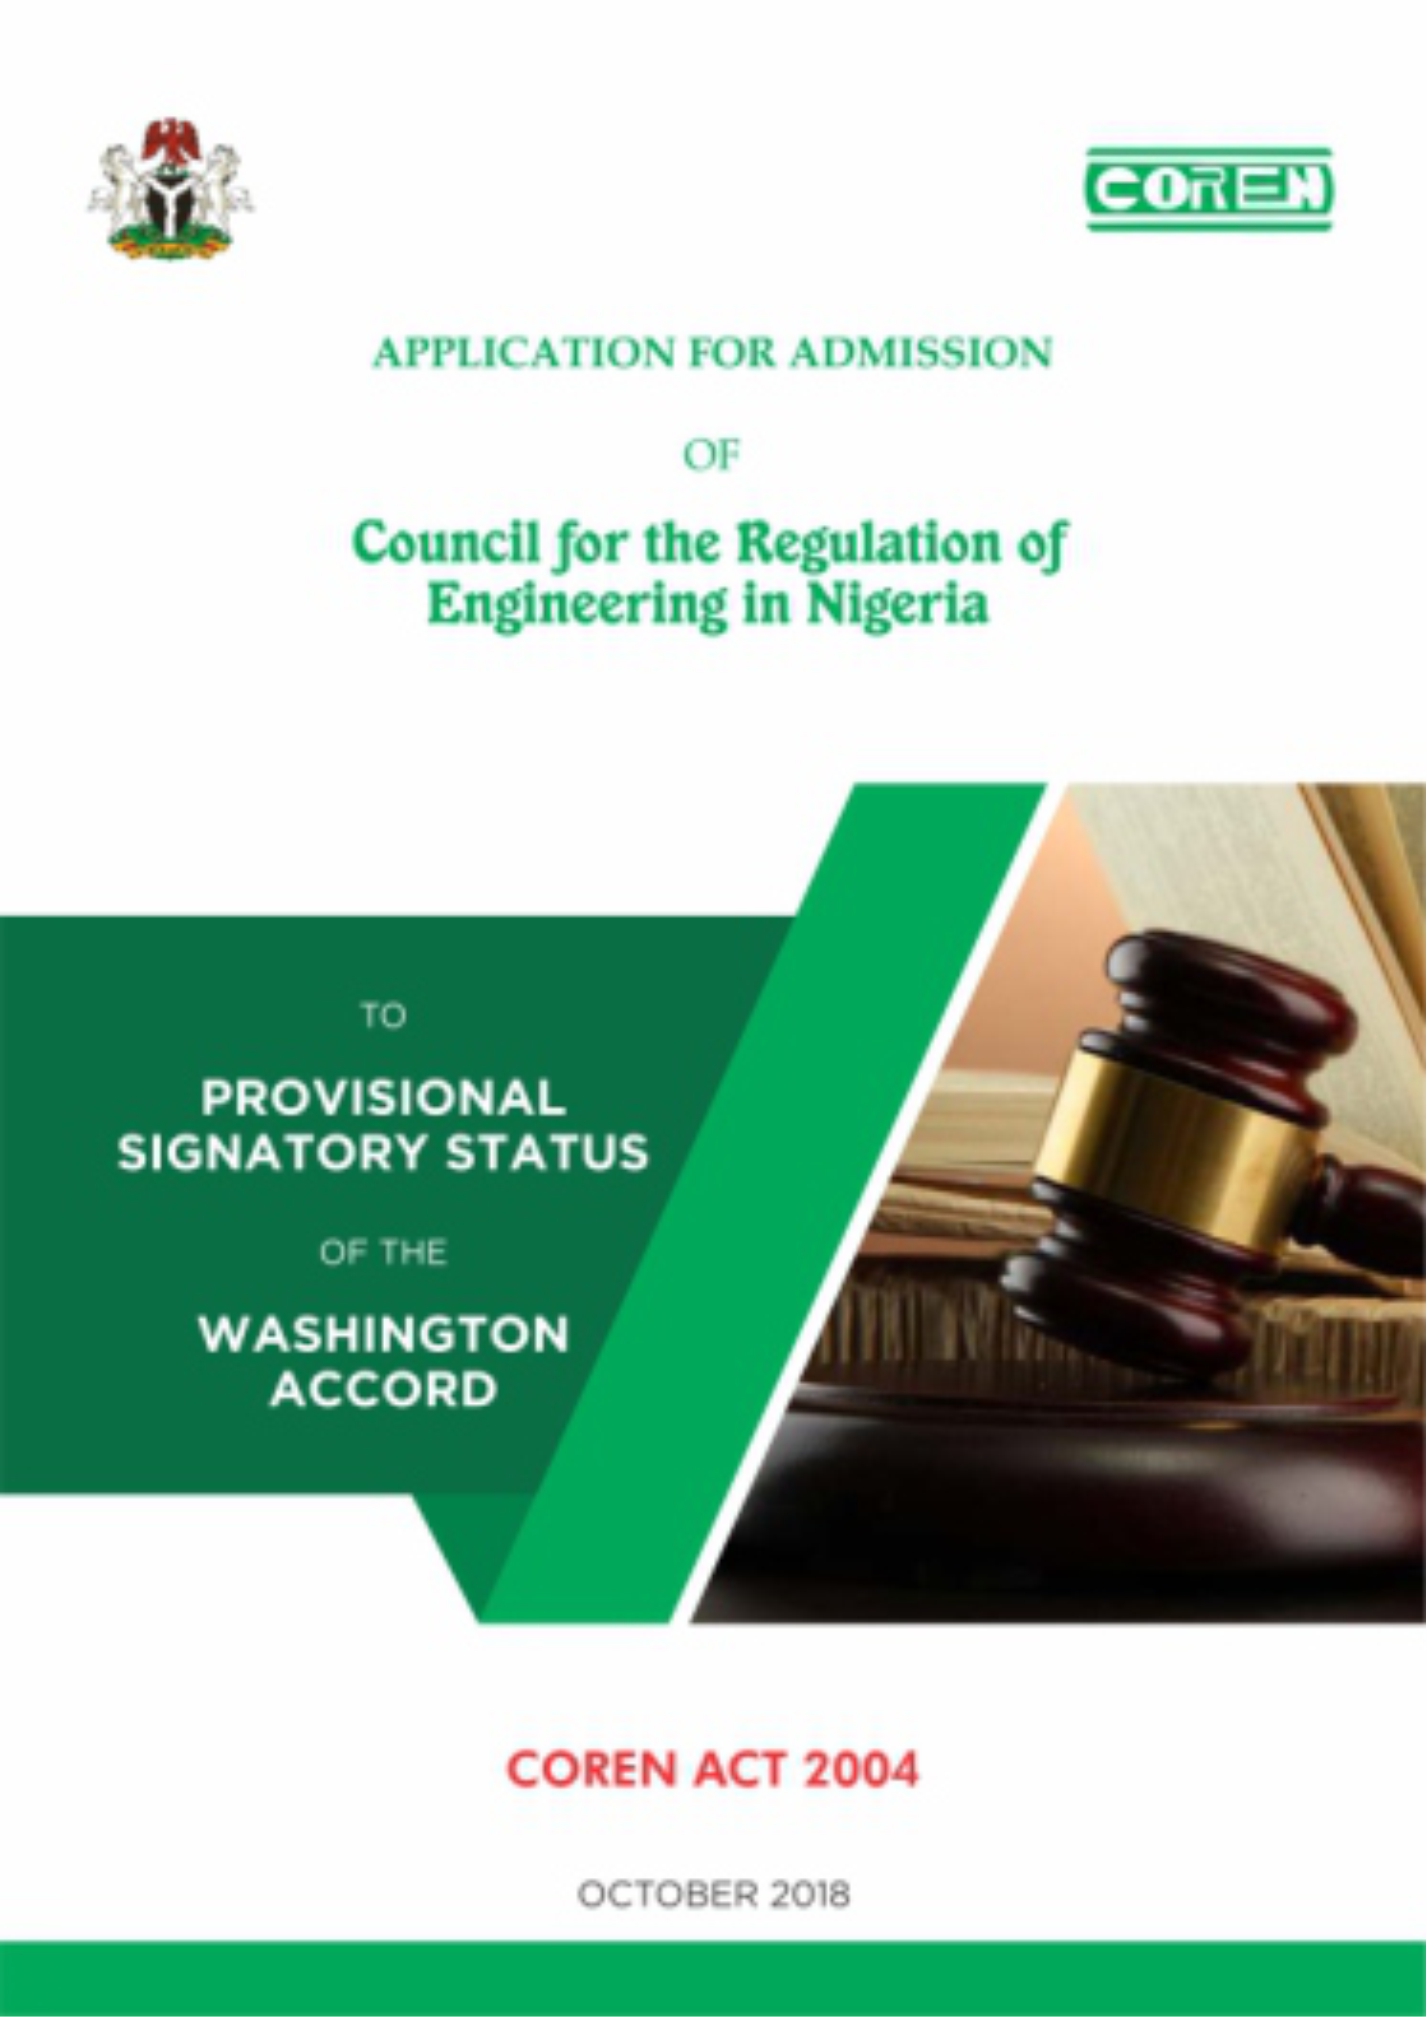 COREN
APPLICATION FOR ADMISSION
OF
Council for the Regulation of
Engineering in Nigeria
TO
PROVISIONAL
SIGNATORY STATUS
OF THE
WASHINGTON
ACCORD
COREN ACT 2004
OCTOBER 2018